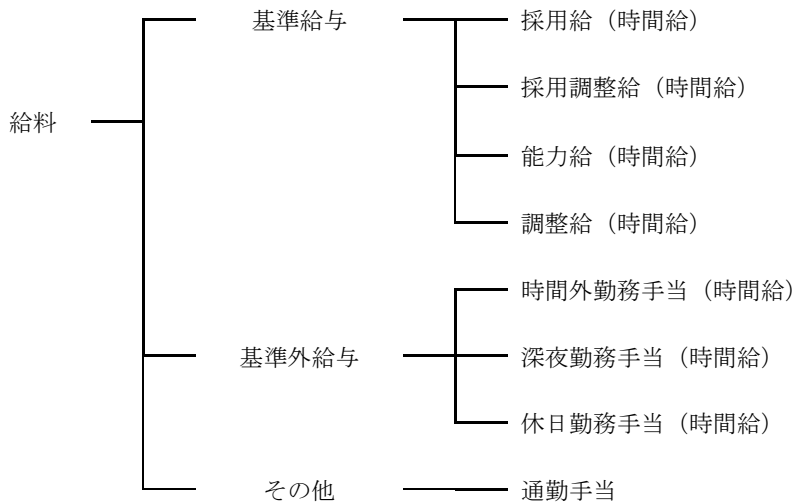 給料
基準給与
採用給（時間給）
採用調整給（時間給）
能力給（時間給）
調整給（時間給）
基準外給与
時間外勤務手当（時間給）
深夜勤務手当（時間給）
休日勤務手当（時間給）
その他
通勤手当